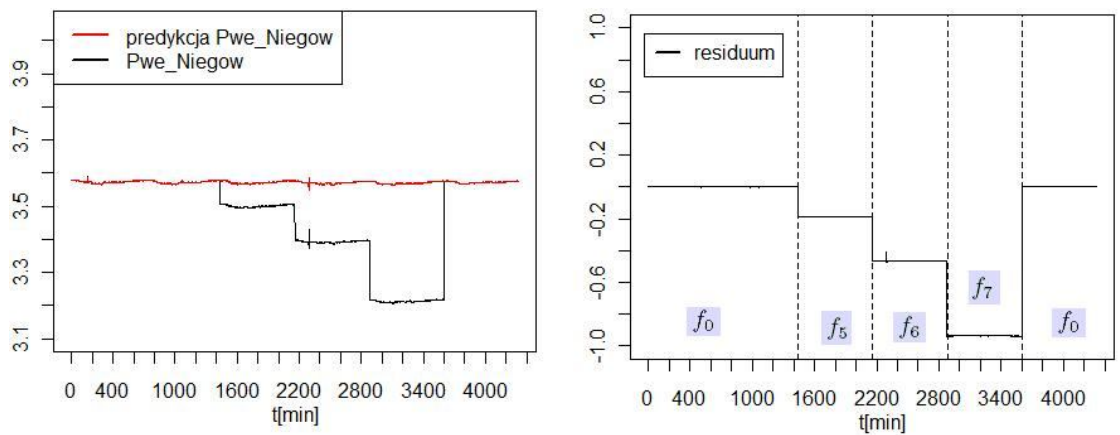 predykcja Pwe_Niegow
Pwe_Niegow
3.9
3.7
3.5
3.3
3.1
0 400 1000 1600 2200 2800 3400 4000
t[min]
residuum
1.0
0.6
0.2
-0.2
-0.6
-1.0
f7
f0 f5 f6 f0
0 400 1000 1600 2200 2800 3400 4000
t[min]